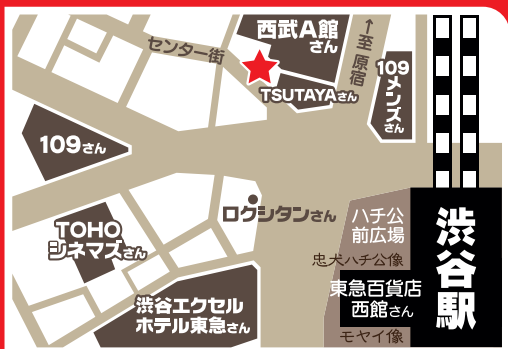 西武A館
さん
センター街
↑至 原宿
109
メンズ
さん
TSUTAYAさん
109さん
ロクシタンさん
ハチ公
前広場
TOHO
シネマズさん
忠犬ハチ公像
渋谷駅
東急百貨店
西館さん
渋谷エクセル
ホテル東急さん
モヤイ像